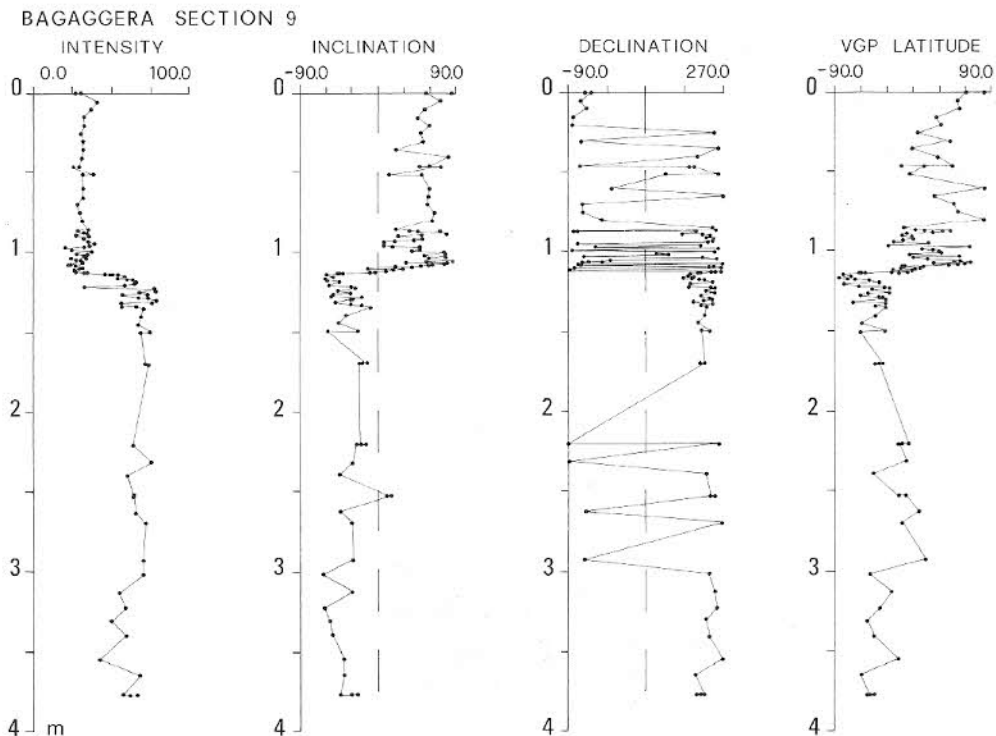 BAGAGGERA SECTION 9
INTENSITY INCLINATION DECLINATION VGP LATITUDE
0.0 100.0 -90.0 90.0 -90.0 270.0 -90.0 90.0
0 0 0 0
1 1 1 1
2 2 2 2
3 3 3 3
4 m 4 4 4